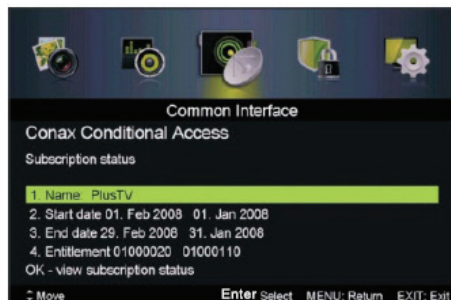 Common Interface
Conax Conditional Access
Subscription status
1. Name: PlusTV
2. Start date 01. Feb 2008 01. Jan 2008
3. End date 29. Feb 2008 31. Jan 2008
4. Entitlement 01000020 01000110
OK - view subscription status
Move Enter Select MENU: Return EXIT: Exit